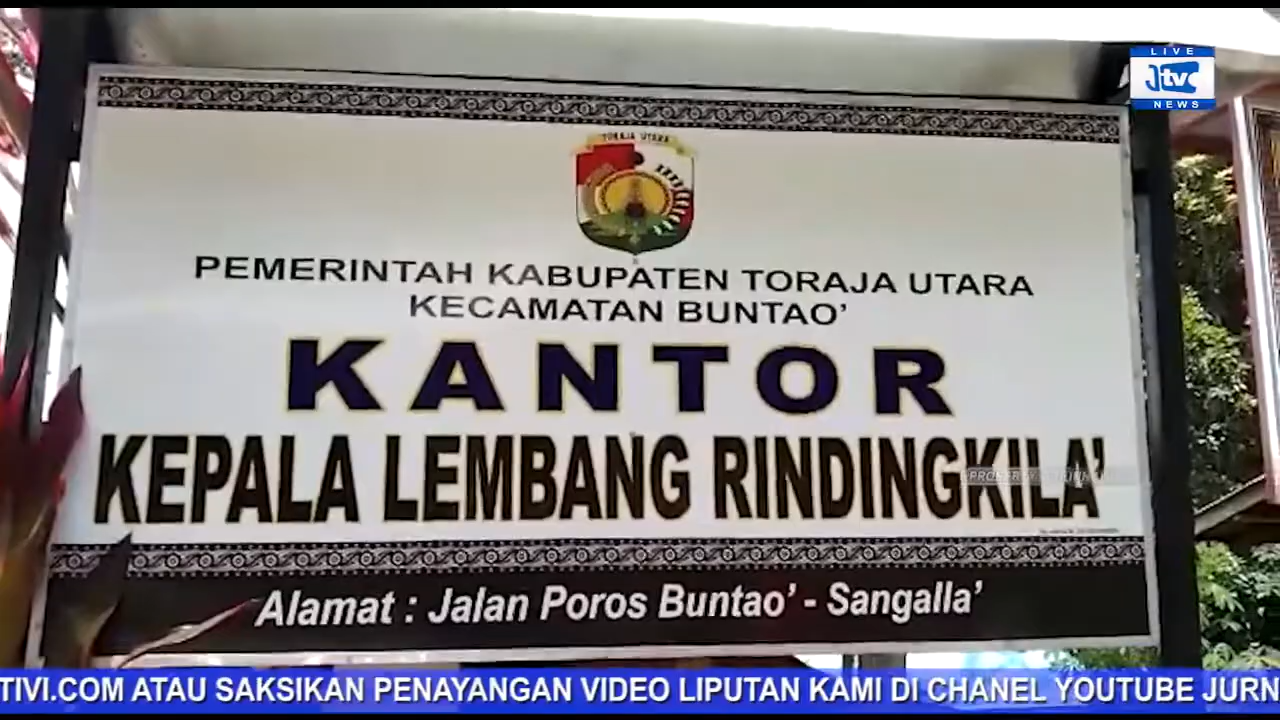 LIVE
Jtvc
NEWS
TORAJA UTARA
PEMERINTAH KABUPATEN TORAJA UTARA
KECAMATAN BUNTAO'
KANTOR
KEPALA LEMBANG RINDINGKILA'
Alamat : Jalan Poros Buntao' - Sangalla'
TIVI.COM ATAU SAKSIKAN PENAYANGAN VIDEO LIPUTAN KAMI DI CHANEL YOUTUBE JURN